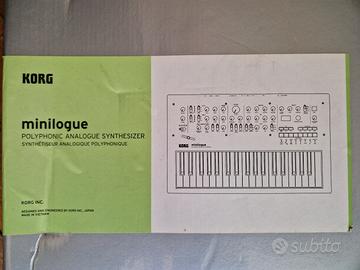 KORG
minilogue
POLYPHONIC ANALOGUE SYNTHESIZER
SYNTHÉTISEUR ANALOGIQUE POLYPHONIQUE
KORG INC.
DESIGNED AND ENGINEERED BY KORG INC., JAPAN
MADE IN VIETNAM
KORG
minilogue
subito